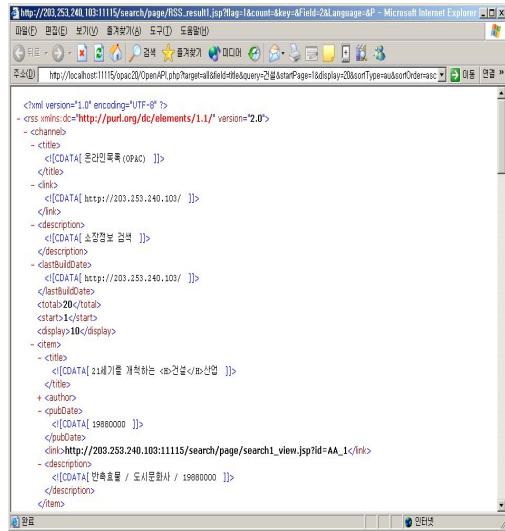 http://203,253,240,103:11115/search/page/RSS_result1,jsp?flag=1&count=&key=&Field=2&Language=&P - Microsoft Internet Explorer
파일(F) 편집(E) 보기(V) 즐겨찾기(A) 도구(T) 도움말(H)
뒤로 검색 즐겨찾기 미디어
주소(D) http://localhost:11115/opac20/OpenAPI,php?target=all&field=title&query=건설&startPage=1&display=20&sortType=au&sortOrder=asc 이동 연결 »
<?xml version="1.0" encoding="UTF-8" ?>
- <rss xmlns:dc="http://purl.org/dc/elements/1.1/" version="2.0">
- <channel>
- <title>
<![CDATA[ 온라인목록(OPAC) ]]>
</title>
- <link>
<![CDATA[ http://203.253.240.103/ ]]>
</link>
- <description>
<![CDATA[ 소장정보 검색 ]]>
</description>
- <lastBuildDate>
<![CDATA[ http://203.253.240.103/ ]]>
</lastBuildDate>
<total>20</total>
<start>1</start>
<display>10</display>
- <item>
- <title>
<![CDATA[ 21세기를 개척하는 <H>건설</H>산업 ]]>
</title>
+ <author>
- <pubDate>
<![CDATA[ 19880000 ]]>
</pubDate>
<link>http://203.253.240.103:11115/search/page/search1_view.jsp?id=AA_1</link>
- <description>
<![CDATA[ 반측효물 / 도시문화사 / 19880000 ]]>
</description>
</item>
완료 인터넷